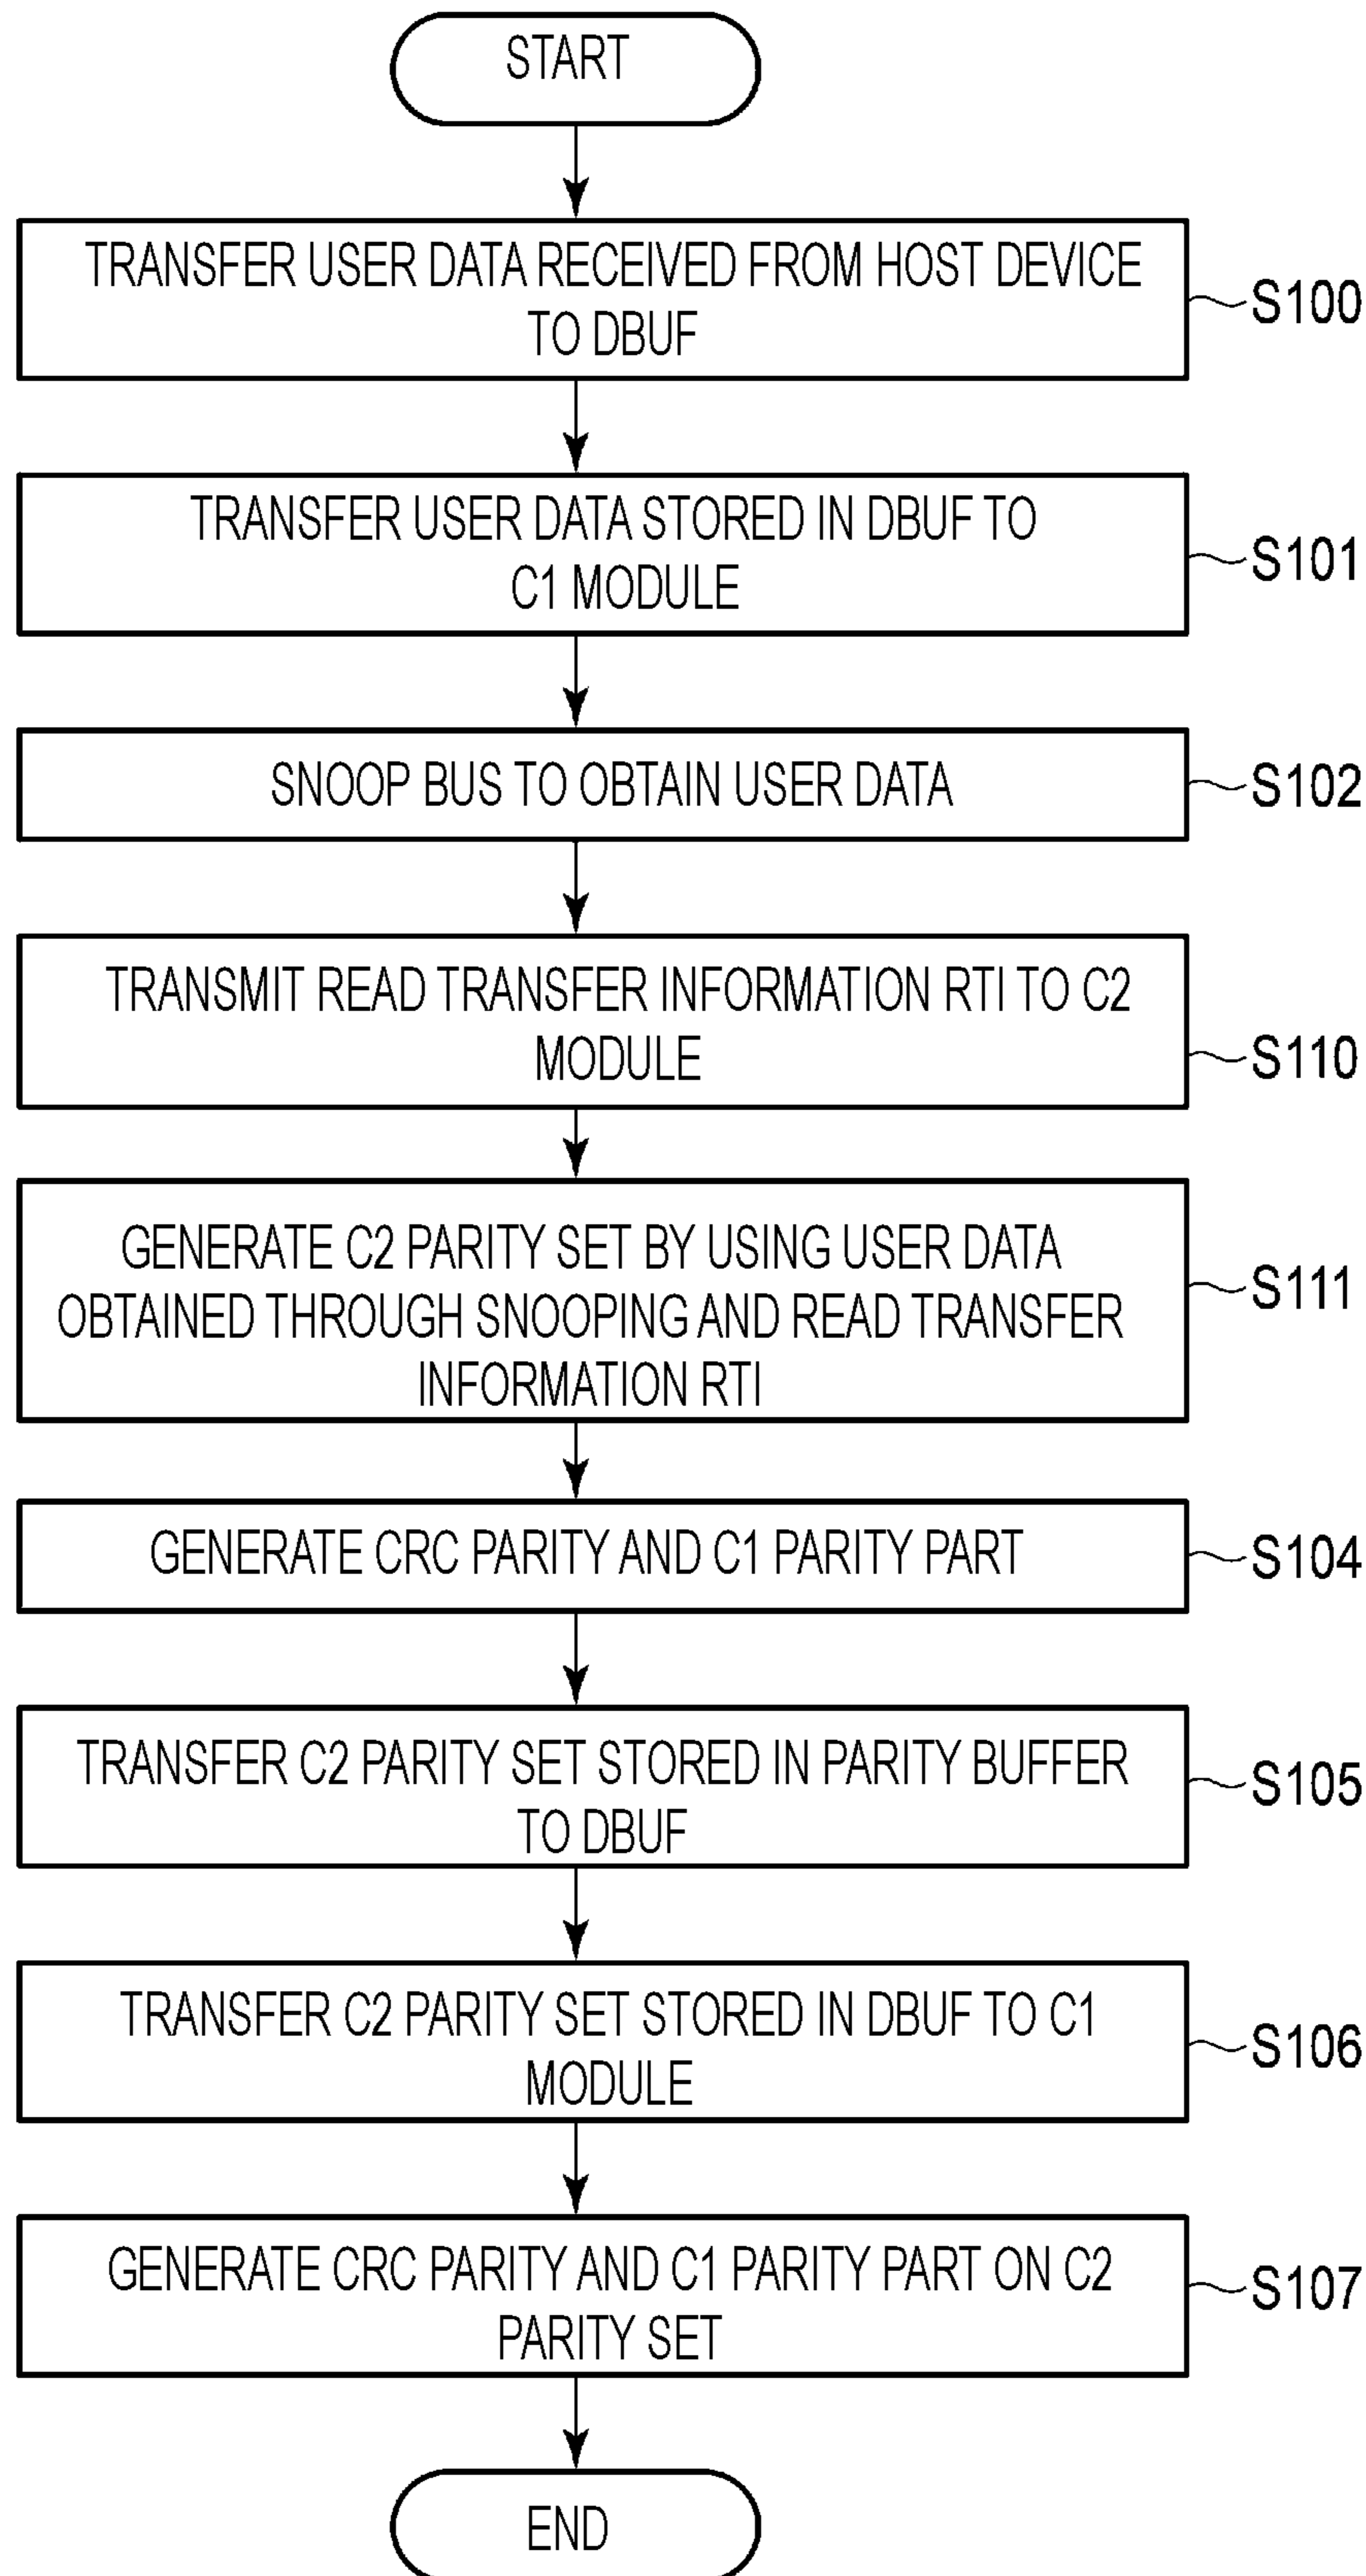 START
TRANSFER USER DATA RECEIVED FROM HOST DEVICE
TO DBUF
S100
TRANSFER USER DATA STORED IN DBUF TO
C1 MODULE
S101
SNOOP BUS TO OBTAIN USER DATA
S102
TRANSMIT READ TRANSFER INFORMATION RTI TO C2
MODULE
S110
GENERATE C2 PARITY SET BY USING USER DATA
OBTAINED THROUGH SNOOPING AND READ TRANSFER
INFORMATION RTI
S111
GENERATE CRC PARITY AND C1 PARITY PART
S104
TRANSFER C2 PARITY SET STORED IN PARITY BUFFER
TO DBUF
S105
TRANSFER C2 PARITY SET STORED IN DBUF TO C1
MODULE
S106
GENERATE CRC PARITY AND C1 PARITY PART ON C2
PARITY SET
S107
END